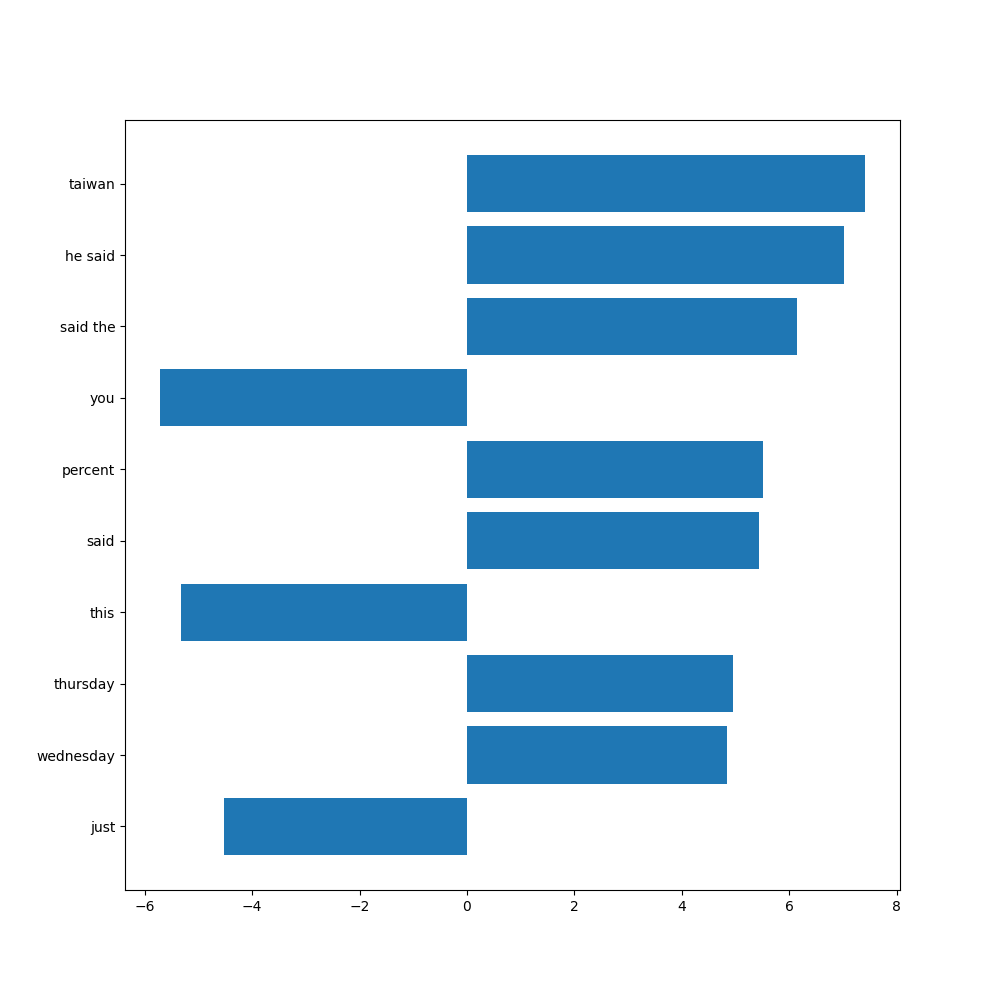 taiwan
he said
said the
you
percent
said
this
thursday
wednesday
just
−6 −4 −2 0 2 4 6 8